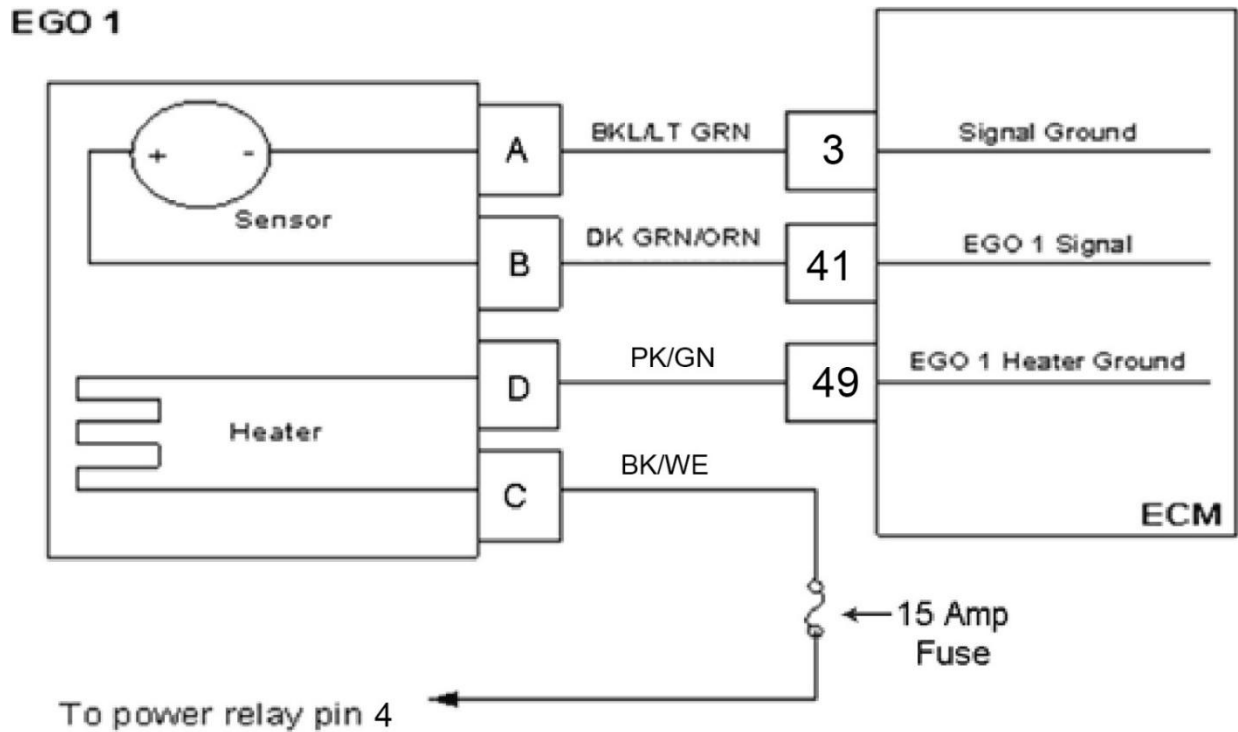 EGO 1
A
BKL/LT GRN
3
Signal Ground
+
-
Sensor
B
DK GRN/ORN
41
EGO 1 Signal
D
PK/GN
49
EGO 1 Heater Ground
Heater
C
BK/WE
ECM
15 Amp
Fuse
To power relay pin 4